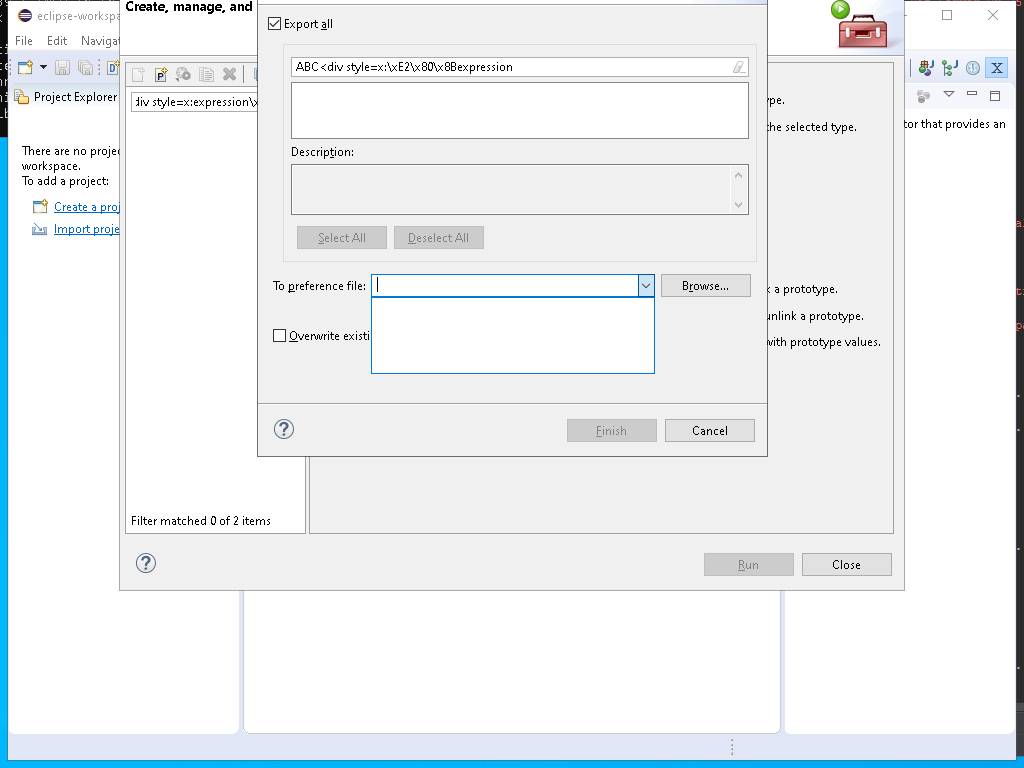 eclipse-workspa
Create, manage, and
File Edit Navigat
Export all
ABC<div style=x:\xE2\x80\x8Bexpression
Project Explorer
div style=x:expression\x
ype.
the selected type.
tor that provides an
There are no projec
workspace.
To add a project:
Description:
Create a proj
Import proje
Select All
Deselect All
To preference file:
Browse...
k a prototype.
unlink a prototype.
Overwrite existi
with prototype values.
Finish
Cancel
Filter matched 0 of 2 items
Run
Close